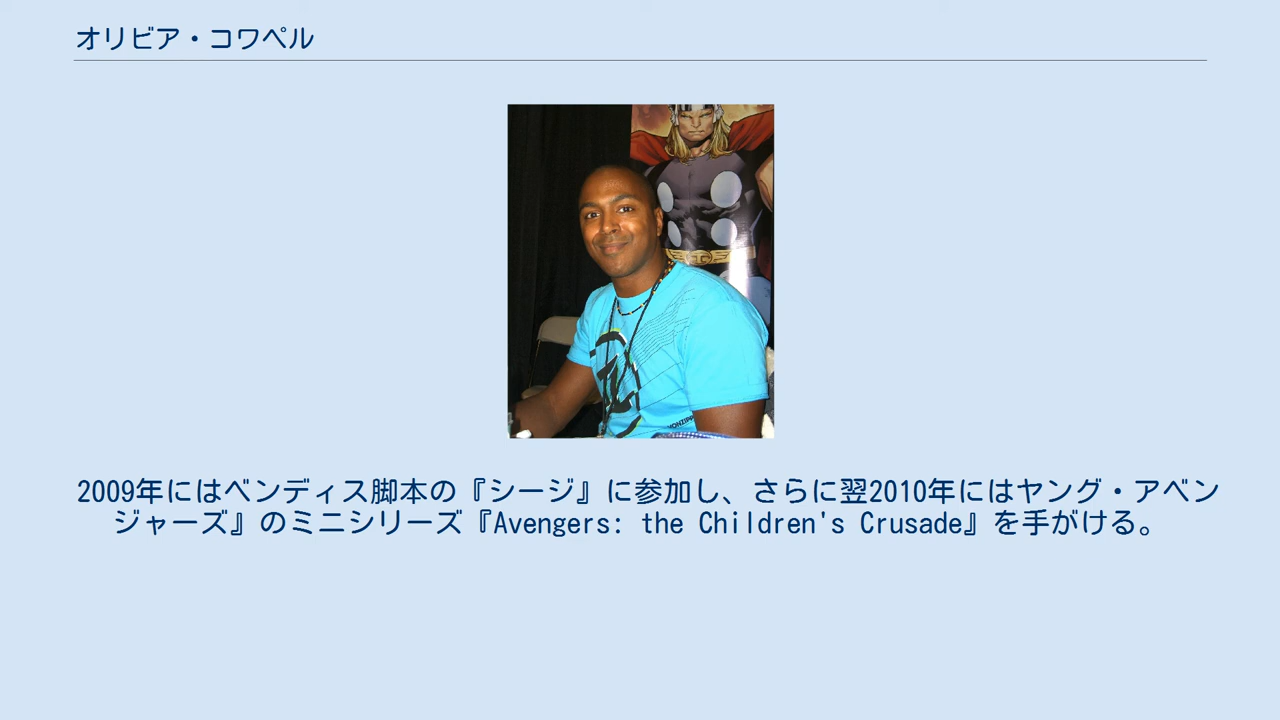 オリビア・コワペル
2009年にはベンディス脚本の『シージ』に参加し、さらに翌2010年にはヤング・アベン
ジャーズ』のミニシリーズ『Avengers: the Children's Crusade』を手がける。